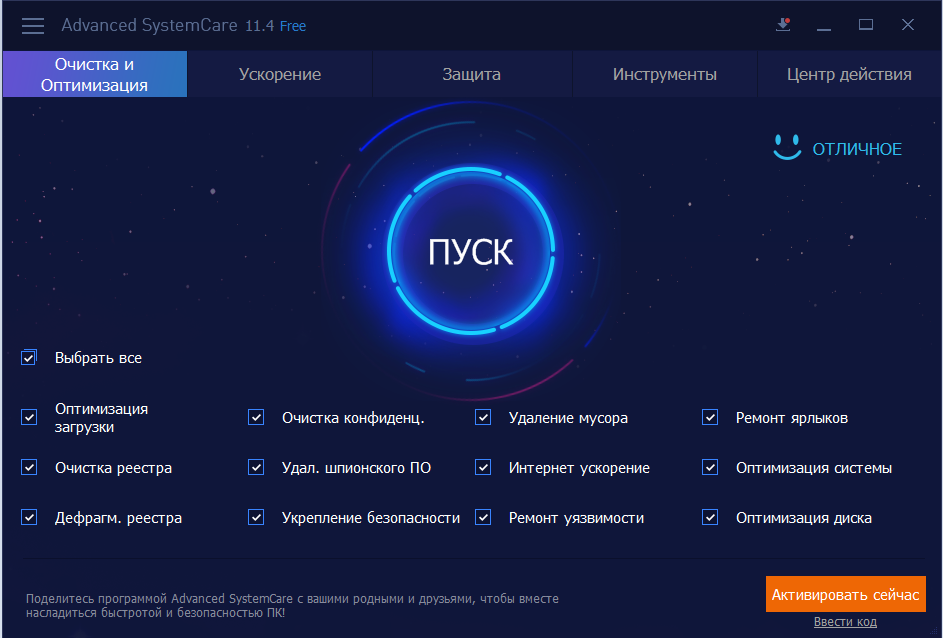 Advanced SystemCare 11.4 Free
Очистка и
Оптимизация
Ускорение
Защита
Инструменты
Центр действия
ОТЛИЧНОЕ
ПУСК
Выбрать все
Оптимизация
загрузки
Очистка конфиденц.
Удаление мусора
Ремонт ярлыков
Очистка реестра
Удал. шпионского ПО
Интернет ускорение
Оптимизация системы
Дефрагм. реестра
Укрепление безопасности
Ремонт уязвимости
Оптимизация диска
Поделитесь программой Advanced SystemCare с вашими родными и друзьями, чтобы вместе
насладиться быстротой и безопасностью ПК!
Активировать сейчас
Ввести код